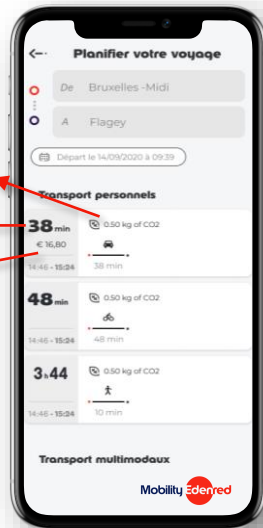 Planifier votre voyage
De Bruxelles -Midi
A Flagey
Départ le 14/09/2020 à 09:39
Transport personnels
38 min 0.50 kg of CO2
€ 16,80
14:46 - 15:24 38 min
48 min 0.50 kg of CO2
14:46 - 15:24 48 min
3h44 0.50 kg of CO2
14:46 - 15:24 10 min
Transport multimodaux
Mobility Edenred